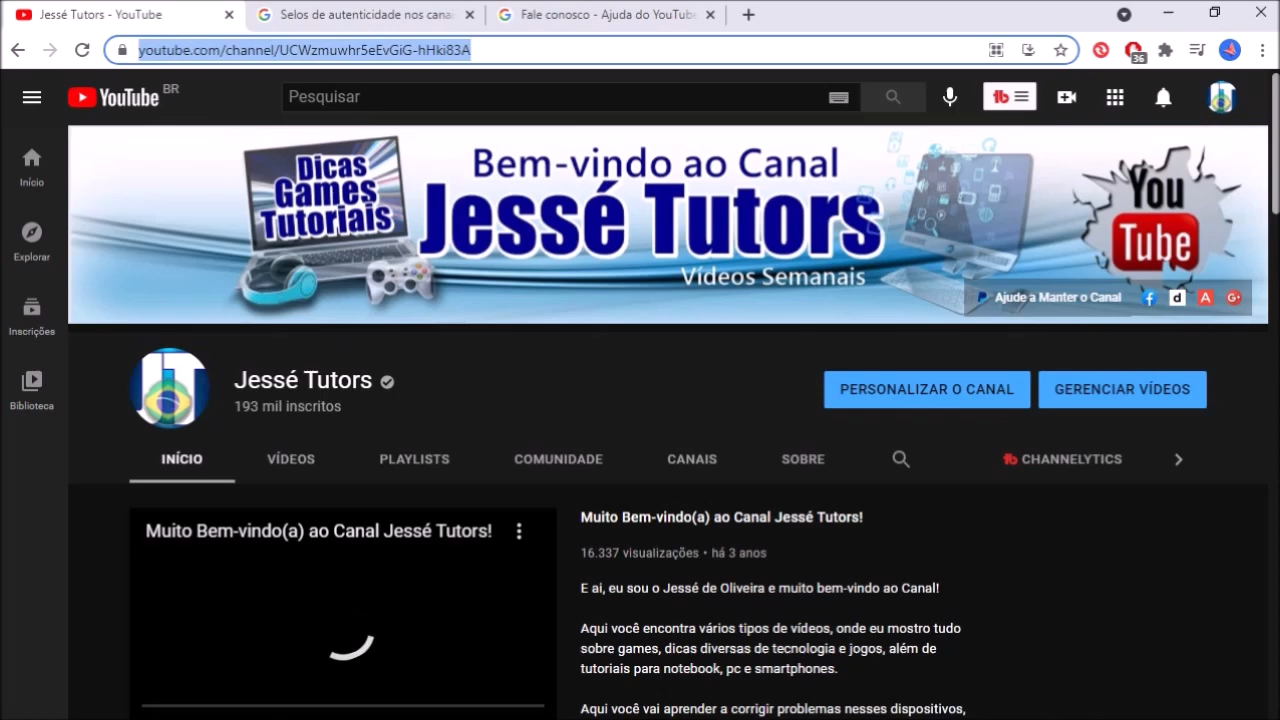 Jessé Tutors - YouTube
Selos de autenticidade nos cana
Fale conosco - Ajuda do YouTube
youtube.com/channel/UCWzmuwhr5eEvGiG-hHki83A
36
YouTube BR
Pesquisar
tb
Início
Explorar
Inscrições
Biblioteca
Dicas
Games
Tutoriais
Bem-vindo ao Canal
Jessé Tutors
Vídeos Semanais
You
Tube
Ajude a Manter o Canal
JT
Jessé Tutors
193 mil inscritos
PERSONALIZAR O CANAL
GERENCIAR VÍDEOS
INÍCIO
VÍDEOS
PLAYLISTS
COMUNIDADE
CANAIS
SOBRE
tb CHANNELYTICS
Muito Bem-vindo(a) ao Canal Jessé Tutors!
Muito Bem-vindo(a) ao Canal Jessé Tutors!
16.337 visualizações • há 3 anos
E ai, eu sou o Jessé de Oliveira e muito bem-vindo ao Canal!
Aqui você encontra vários tipos de vídeos, onde eu mostro tudo
sobre games, dicas diversas de tecnologia e jogos, além de
tutoriais para notebook, pc e smartphones.
Aqui você vai aprender a corrigir problemas nesses dispositivos,